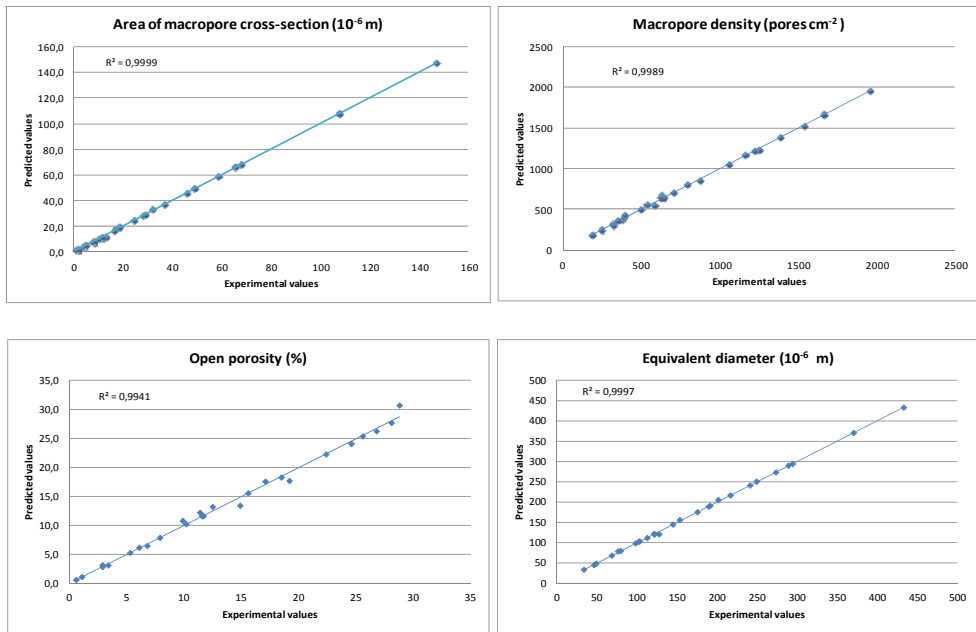 Area of macropore cross-section (10⁻⁶ m)
R² = 0,9999
160,0
140,0
120,0
100,0
80,0
60,0
40,0
20,0
0,0
Predicted values
0 20 40 60 80 100 120 140 160
Experimental values
Macropore density (pores cm⁻² )
R² = 0,9989
2500
2000
1500
1000
500
0
Predicted values
0 500 1000 1500 2000 2500
Experimental values
Open porosity (%)
R² = 0,9941
35,0
30,0
25,0
20,0
15,0
10,0
5,0
0,0
Predicted values
0 5 10 15 20 25 30 35
Experimental values
Equivalent diameter (10⁻⁶ m)
R² = 0,9997
500
450
400
350
300
250
200
150
100
50
0
Predicted values
0 50 100 150 200 250 300 350 400 450 500
Experimental values